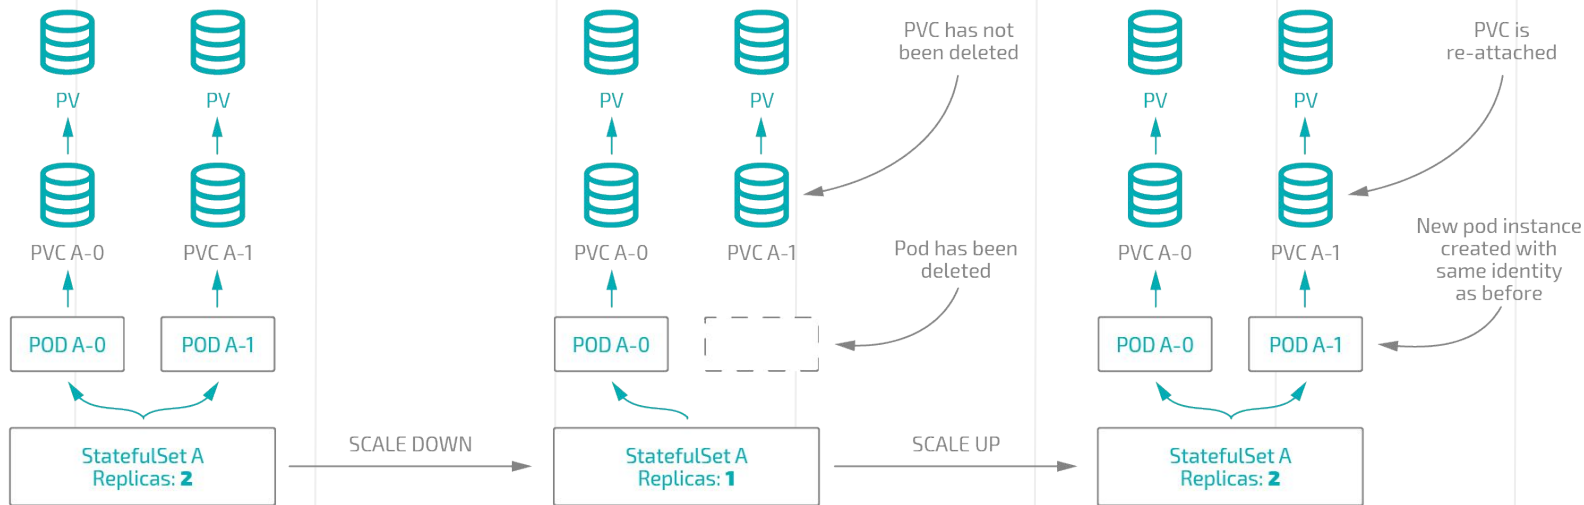 PV
PV
PVC A-0
PVC A-1
POD A-0
POD A-1
StatefulSet A
Replicas: 2
SCALE DOWN
PV
PV
PVC has not
been deleted
PVC A-0
PVC A-1
Pod has been
deleted
POD A-0
StatefulSet A
Replicas: 1
SCALE UP
PV
PV
PVC is
re-attached
PVC A-0
PVC A-1
New pod instance
created with
same identity
as before
POD A-0
POD A-1
StatefulSet A
Replicas: 2